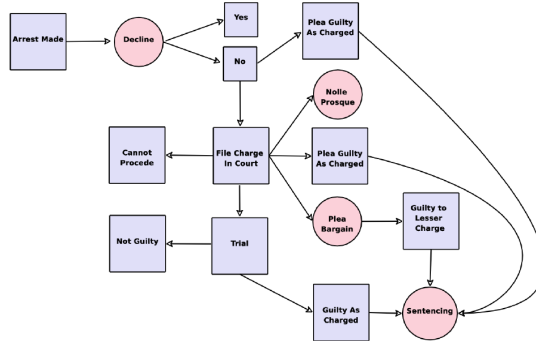 Yes
Plea Guilty
As Charged
Arrest Made
Decline
No
Nolle
Prosque
Cannot
Procede
File Charge
In Court
Plea Guilty
As Charged
Plea
Bargain
Guilty to
Lesser
Charge
Not Guilty
Trial
Guilty As
Charged
Sentencing